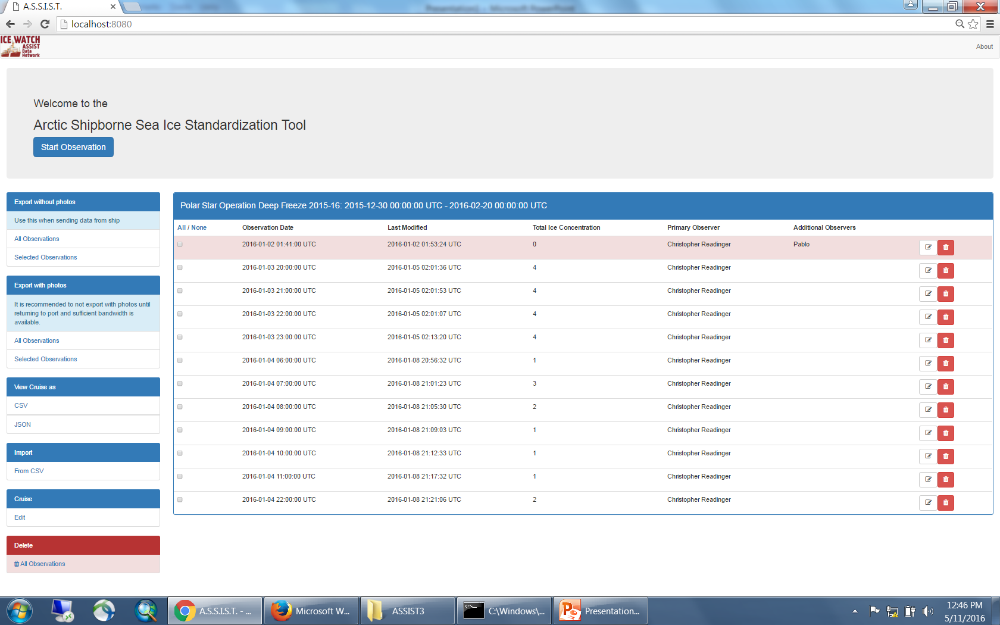 A.S.S.I.S.T.
localhost:8080
ICE WATCH
ASSIST
Data
Network
About
Welcome to the
Arctic Shipborne Sea Ice Standardization Tool
Start Observation
Export without photos
Use this when sending data from ship
All Observations
Selected Observations
Export with photos
It is recommended to not export with photos until
returning to port and sufficient bandwidth is
available.
All Observations
Selected Observations
View Cruise as
CSV
JSON
Import
From CSV
Cruise
Edit
Delete
All Observations
Polar Star Operation Deep Freeze 2015-16: 2015-12-30 00:00:00 UTC - 2016-02-20 00:00:00 UTC
All / None Observation Date Last Modified Total Ice Concentration Primary Observer Additional Observers
2016-01-02 01:41:00 UTC 2016-01-02 01:53:24 UTC 0 Christopher Readinger Pablo
2016-01-03 20:00:00 UTC 2016-01-05 02:01:36 UTC 4 Christopher Readinger
2016-01-03 21:00:00 UTC 2016-01-05 02:01:53 UTC 4 Christopher Readinger
2016-01-03 22:00:00 UTC 2016-01-05 02:01:07 UTC 4 Christopher Readinger
2016-01-03 23:00:00 UTC 2016-01-05 02:13:20 UTC 4 Christopher Readinger
2016-01-04 06:00:00 UTC 2016-01-08 20:56:32 UTC 1 Christopher Readinger
2016-01-04 07:00:00 UTC 2016-01-08 21:01:23 UTC 3 Christopher Readinger
2016-01-04 08:00:00 UTC 2016-01-08 21:05:30 UTC 2 Christopher Readinger
2016-01-04 09:00:00 UTC 2016-01-08 21:09:03 UTC 1 Christopher Readinger
2016-01-04 10:00:00 UTC 2016-01-08 21:12:33 UTC 1 Christopher Readinger
2016-01-04 11:00:00 UTC 2016-01-08 21:17:32 UTC 1 Christopher Readinger
2016-01-04 22:00:00 UTC 2016-01-08 21:21:06 UTC 2 Christopher Readinger
A.S.S.I.S.T. - ...
Microsoft W...
ASSIST3
C:\Windows\...
Presentation...
12:46 PM
5/11/2016